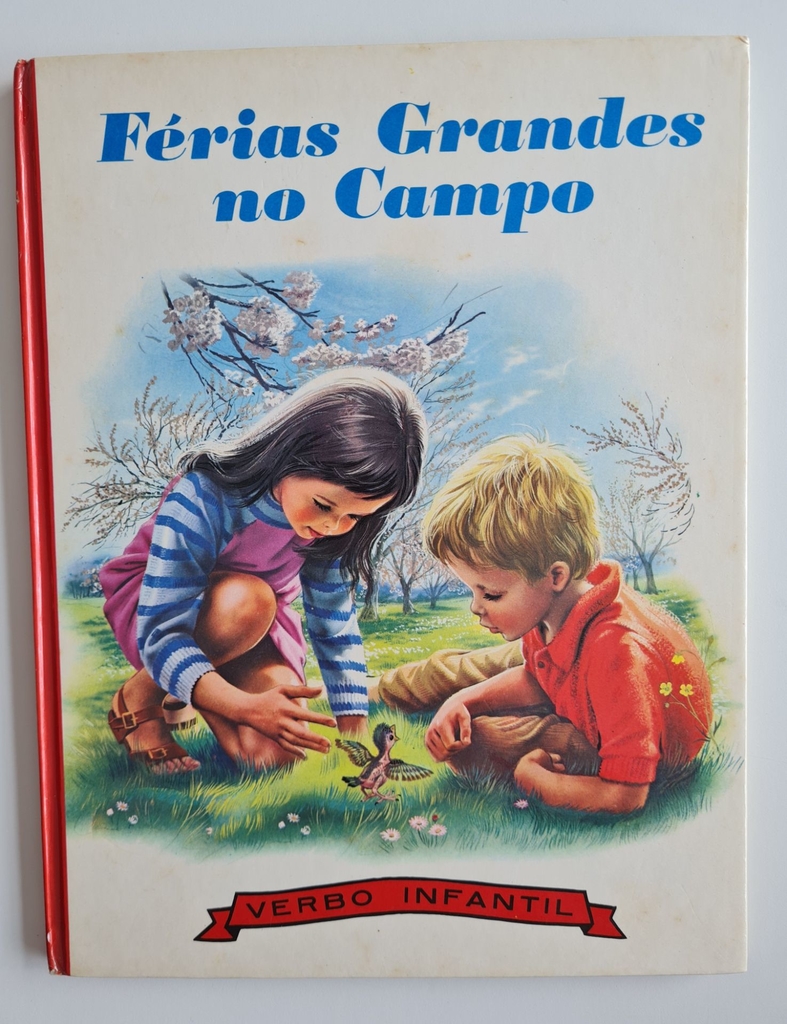 Férias Grandes
no Campo
VERBO INFANTIL